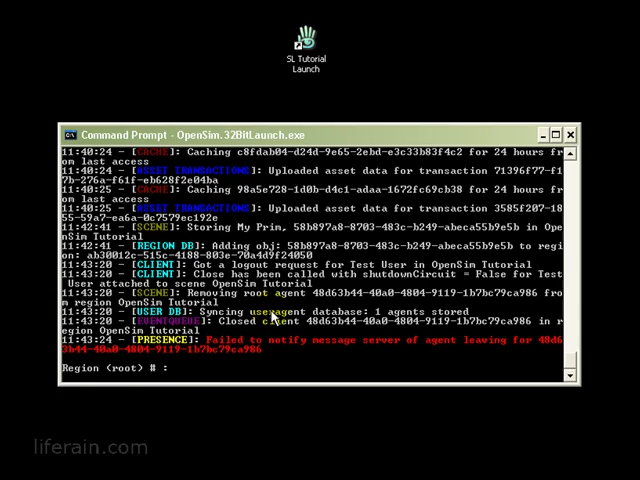 SL Tutorial
Launch
Command Prompt - OpenSim.32BitLaunch.exe
11:40:24 - [CACHE]: Caching c8fdab04-d24d-9e65-2ebd-e3c33b83f4c2 for 24 hours fr
om last access
11:40:24 - [ASSET TRANSACTIONS]: Uploaded asset data for transaction 71396f77-f1
7b-276a-f16f-eb628f2e04ba
11:40:25 - [CACHE]: Caching 98a5e728-1d0b-d4c1-adaa-1672fc69cb38 for 24 hours fr
om last access
11:40:25 - [ASSET TRANSACTIONS]: Uploaded asset data for transaction 3585f207-18
55-59a7-ea6a-0c7579ec192c
11:42:41 - [SCENE]: Storing My Prim, 58b897a8-8703-483c-b249-abeca55b9e5b in Ope
nSim Tutorial
11:42:41 - [REGION DB]: Adding obj: 58b897a8-8703-483c-b249-abeca55b9e5b to regi
on: ab30012c-515c-4188-803e-70a4d9f24050
11:43:20 - [CLIENT]: Got a logout request for Test User in OpenSim Tutorial
11:43:20 - [CLIENT]: Close has been called with shutdownCircuit = False for Test
User attached to scene OpenSim Tutorial
11:43:20 - [SCENE]: Removing root agent 48d63b44-40a0-4804-9119-1b7bc79ca986 fro
m region OpenSim Tutorial
11:43:20 - [USER DB]: Syncing useragent database: 1 agents stored
11:43:20 - [EVENTQUEUE]: Closed client 48d63b44-40a0-4804-9119-1b7bc79ca986 in r
egion OpenSim Tutorial
11:43:24 - [PRESENCE]: Failed to notify message server of agent leaving for 48d6
3b44-40a0-4804-9119-1b7bc79ca986
Region (root) # :
liferain.com